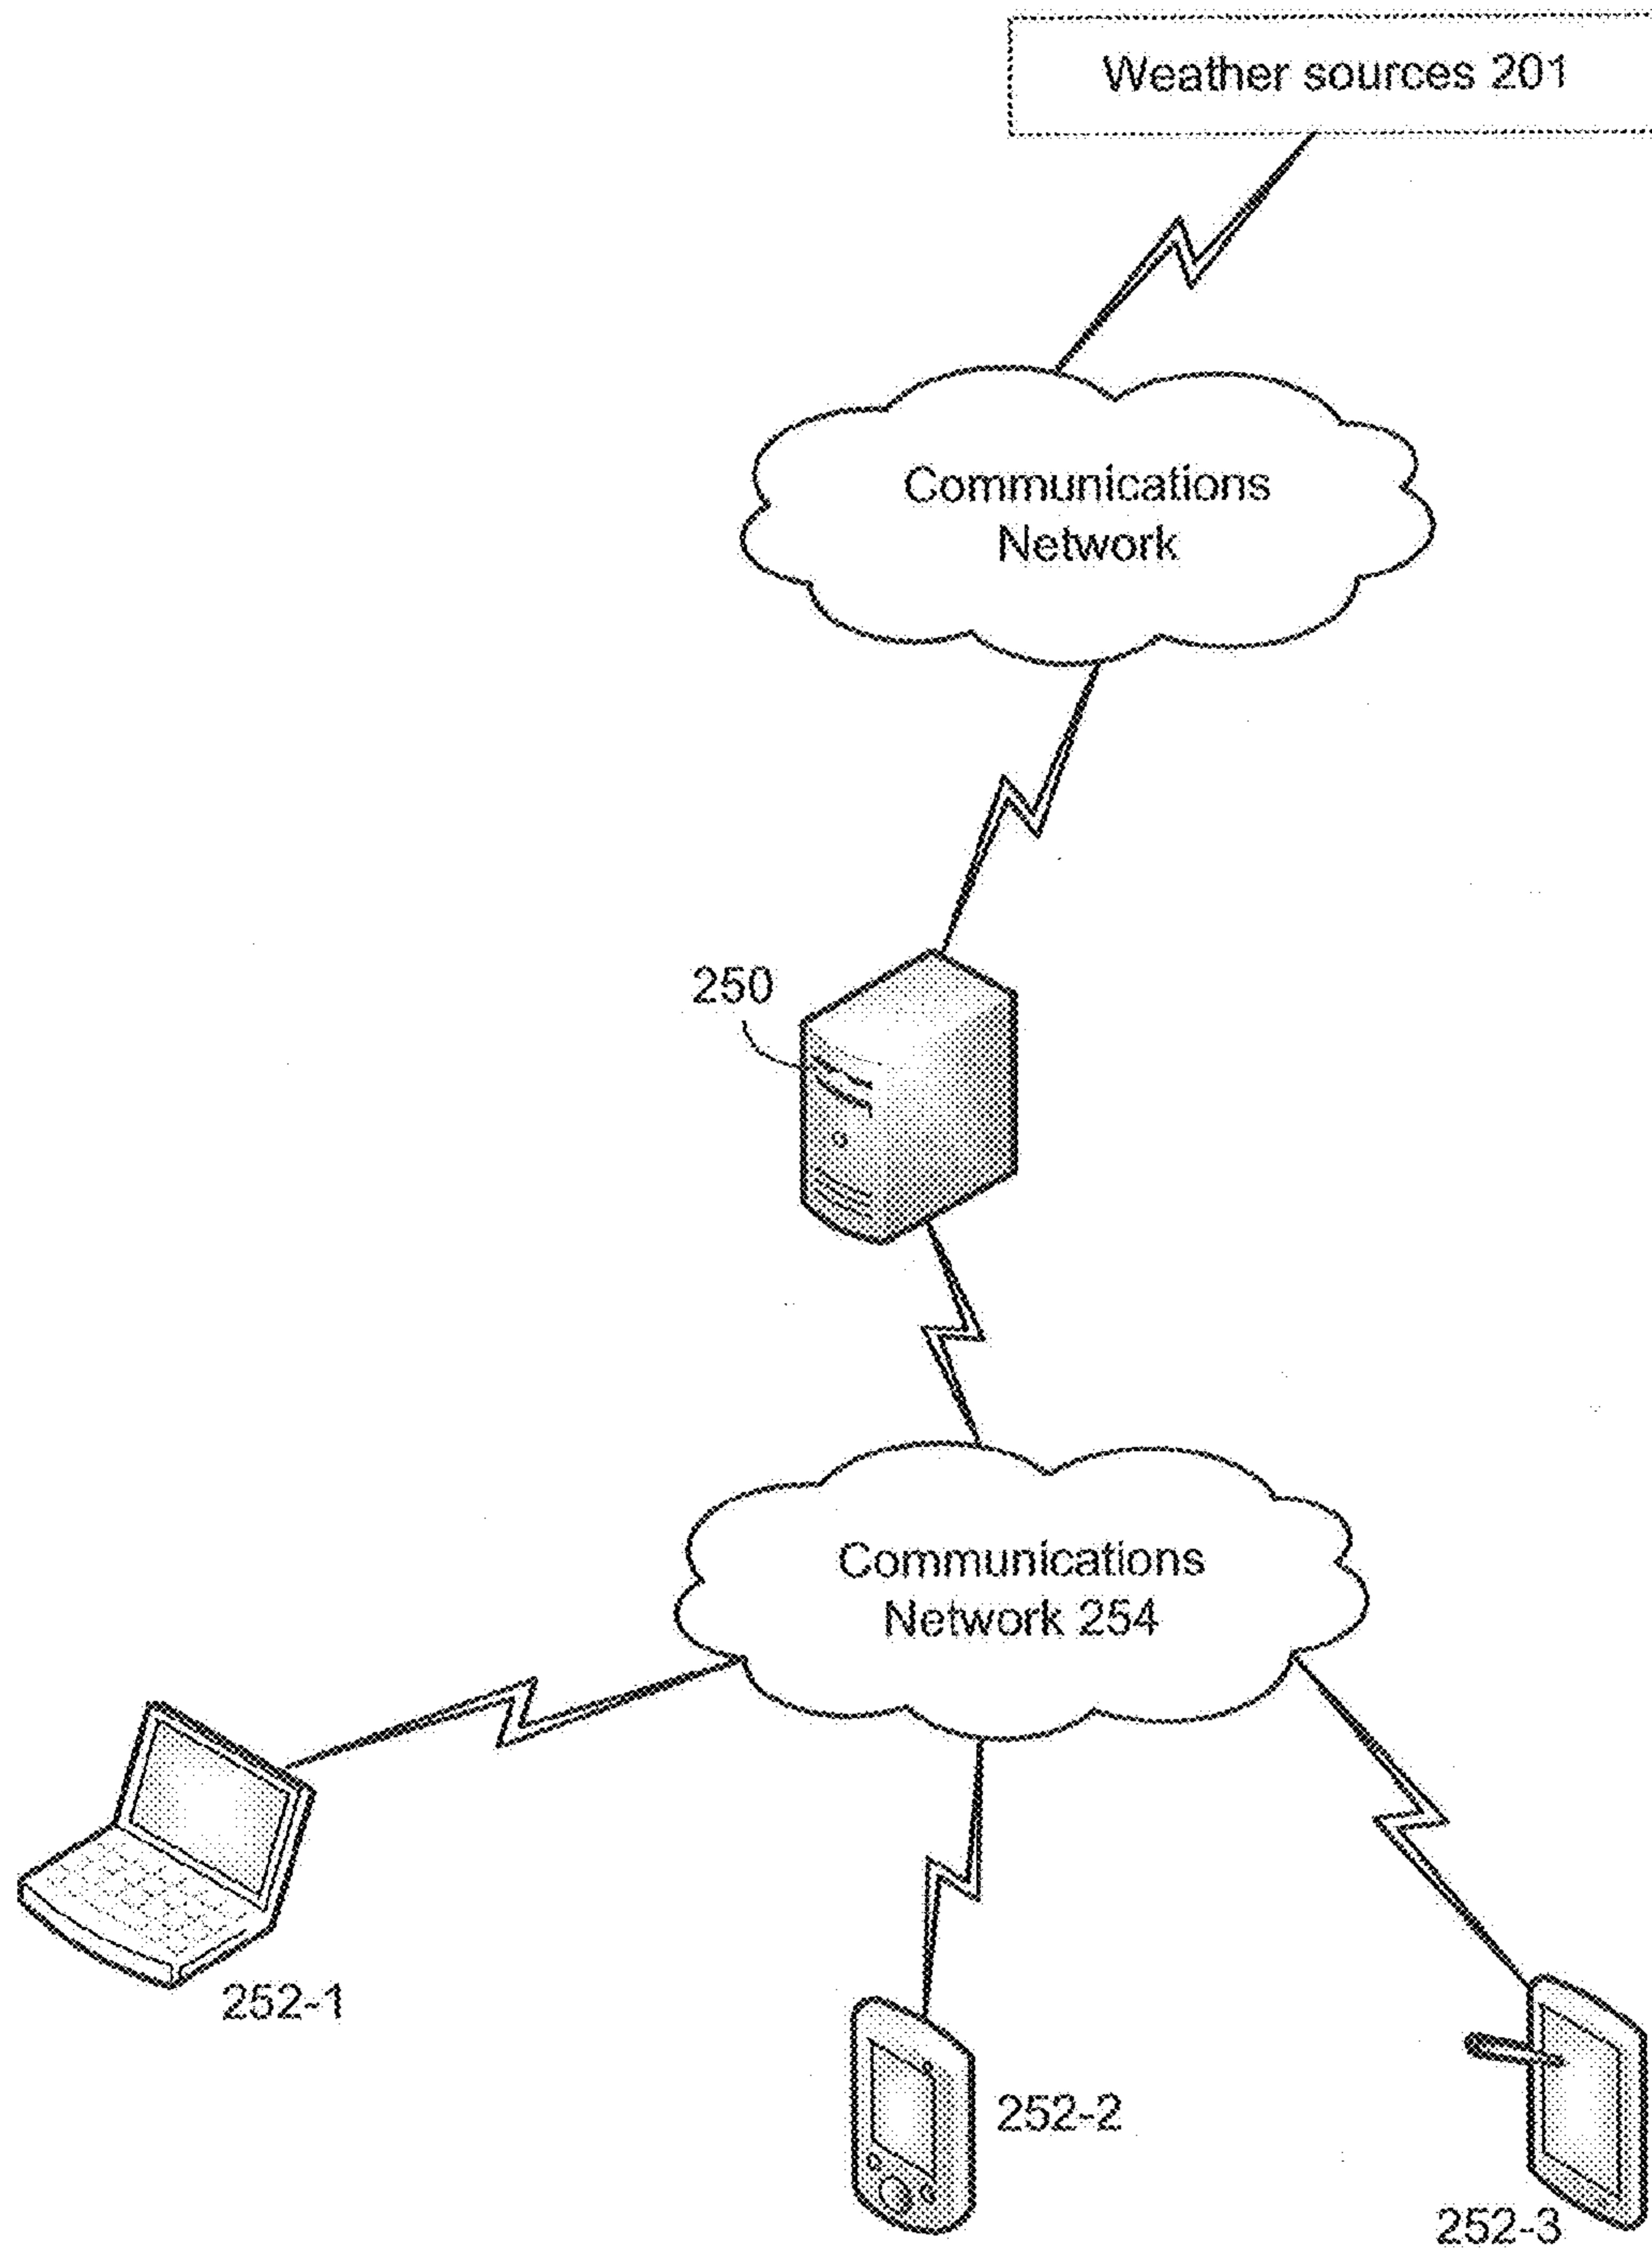 Weather sources 201
Communications
Network
250
Communications
Network 254
252-1
252-2
252-3